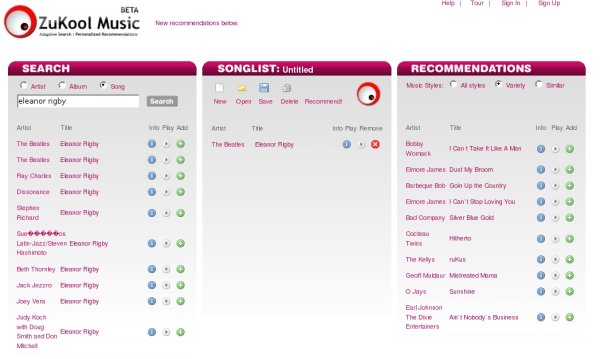 Help | Tour | Sign In | Sign Up
BETA
ZuKool Music
Adaptive Search : Personalized Recommendations.
New recommendations below.
SEARCH
Artist Album Song
eleanor rigby Search
Artist Title Info Play Add
The Beatles Eleanor Rigby
The Beatles Eleanor Rigby
Ray Charles Eleanor Rigby
Dissonance Eleanor Rigby
Stephen
Richard Eleanor Rigby
Sue�����os
Latin-Jazz/Steven Eleanor Rigby
Hashimoto
Beth Thornsley Eleanor Rigby
Jack Jezzro Eleanor Rigby
Joey Vera Eleanor Rigby
Judy Koch
with Doug
Smith and Don Eleanor Rigby
Mitchell
SONGLIST: Untitled
New Open Save Delete Recommend!
Artist Title Info Play Remove
The Beatles Eleanor Rigby
RECOMMENDATIONS
Music Styles: All styles Variety Similar
Artist Title Info Play Add
Bobby
Womack I Can't Take It Like A Man
Elmore James Dust My Broom
Barbeque Bob Goin Up the Country
Elmore James I Can't Stop Loving You
Bad Company Silver Blue Gold
Cocteau
Twins Hitherto
The Kellys ruKus
Geoff Muldaur Mistreated Mama
O Jays Sunshine
Earl Johnson
The Dixie Ain't Nobody's Business
Entertainers